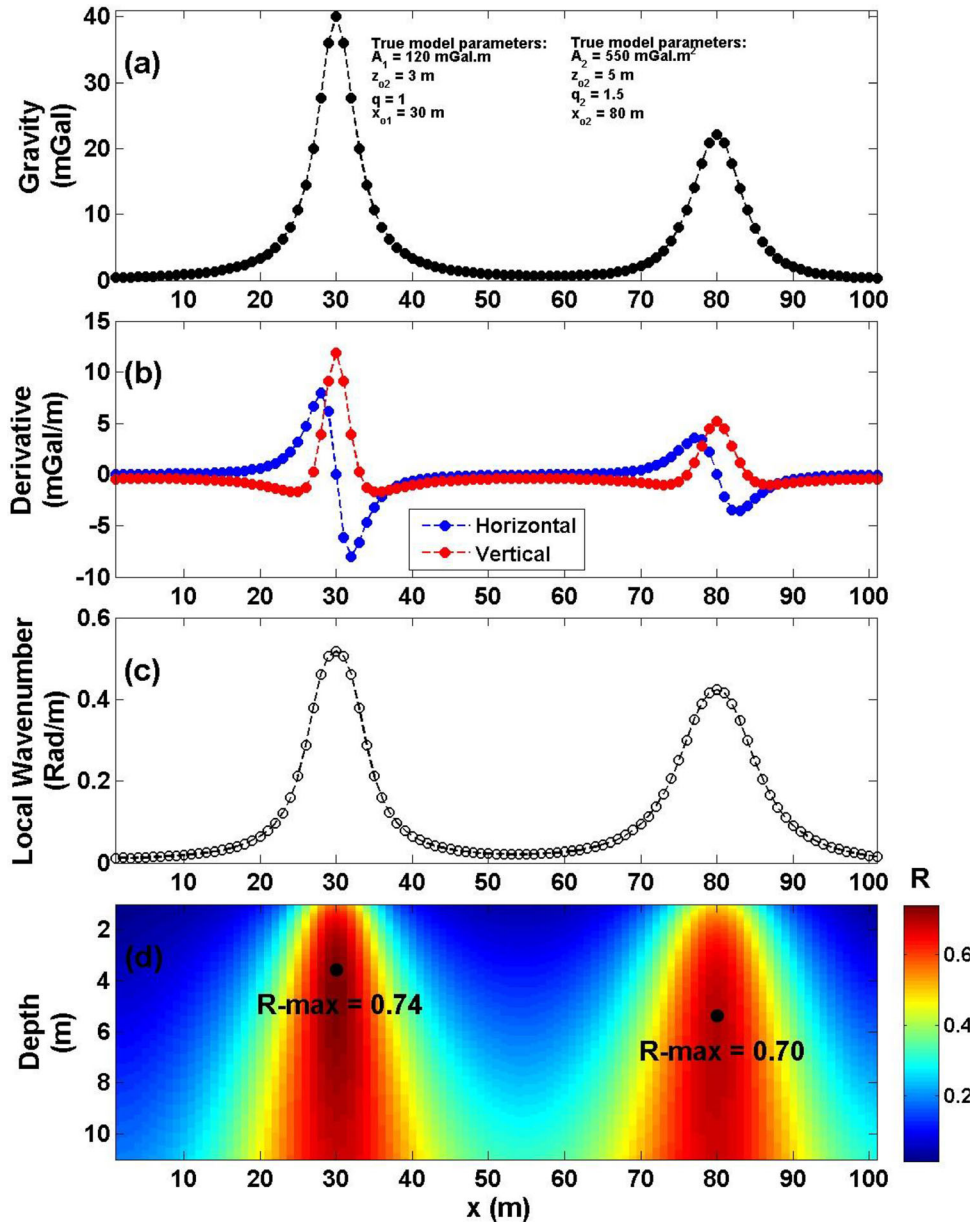 (a)
Gravity
(mGal)
40
30
20
10
0
True model parameters:
A1 = 120 mGal.m
zo2 = 3 m
q = 1
xo1 = 30 m
True model parameters:
A2 = 550 mGal.m²
zo2 = 5 m
q2 = 1.5
xo2 = 80 m
10 20 30 40 50 60 70 80 90 100
(b)
Derivative
(mGal/m)
15
10
5
0
-5
-10
Horizontal
Vertical
10 20 30 40 50 60 70 80 90 100
(c)
Local Wavenumber
(Rad/m)
0.6
0.4
0.2
0
10 20 30 40 50 60 70 80 90 100
R
(d)
Depth
(m)
2
4
6
8
10
R-max = 0.74
R-max = 0.70
0.6
0.4
0.2
10 20 30 40 50 60 70 80 90 100
x (m)